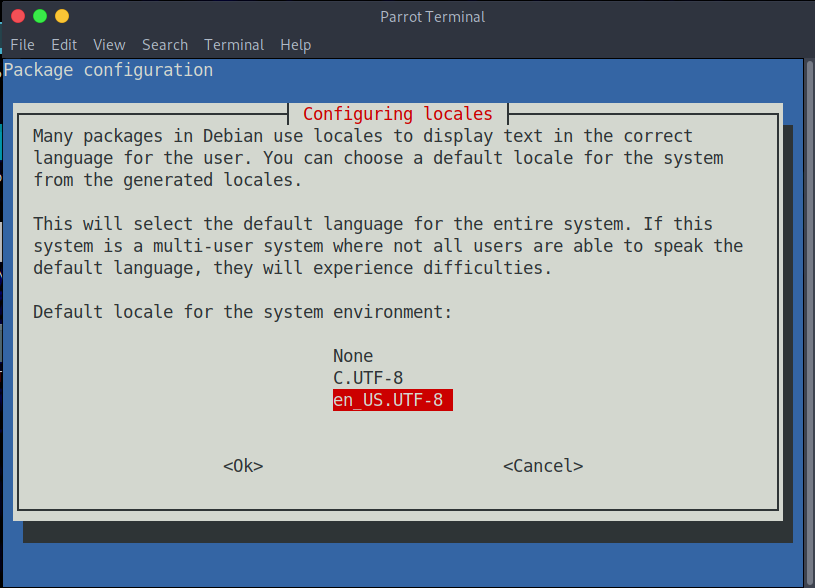 Parrot Terminal
File Edit View Search Terminal Help
Package configuration
Configuring locales
Many packages in Debian use locales to display text in the correct
language for the user. You can choose a default locale for the system
from the generated locales.
This will select the default language for the entire system. If this
system is a multi-user system where not all users are able to speak the
default language, they will experience difficulties.
Default locale for the system environment:
None
C.UTF-8
en_US.UTF-8
<Ok> <Cancel>